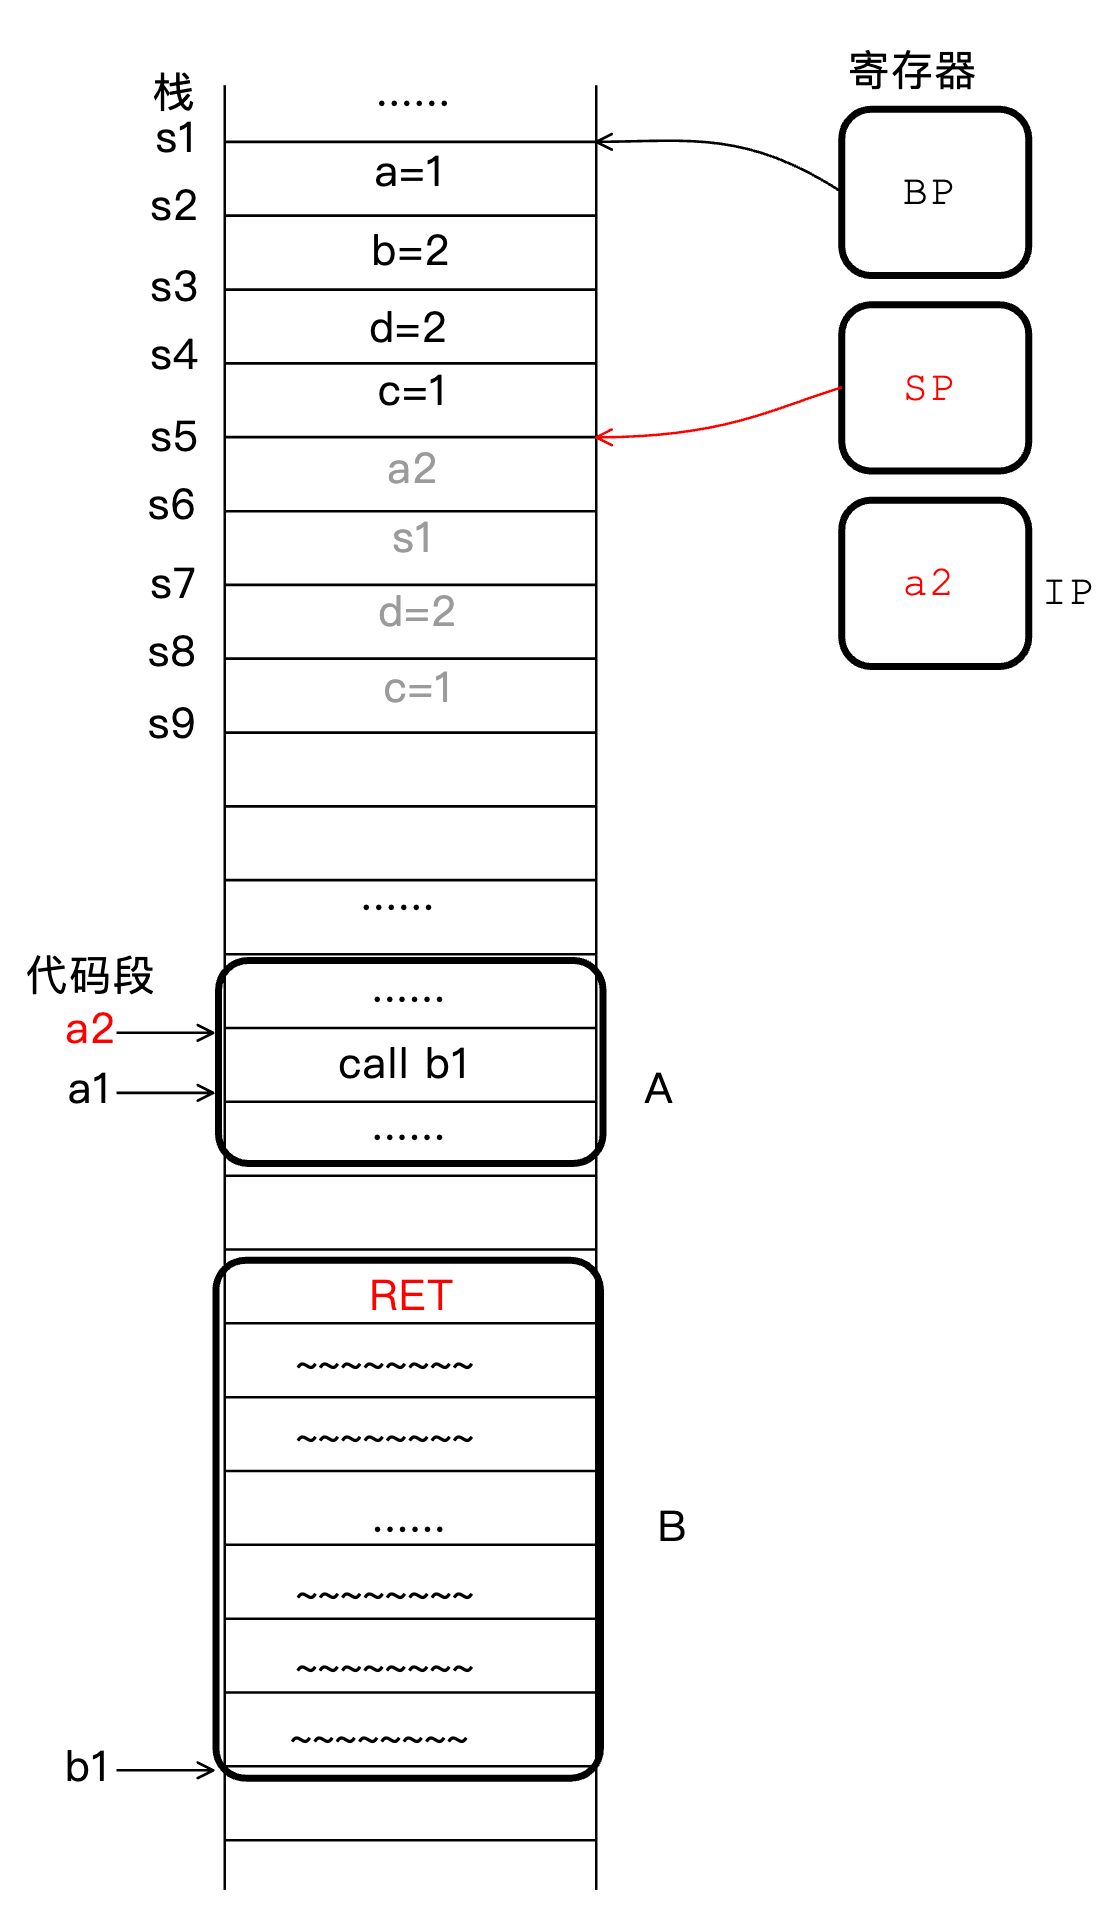 栈
······
寄存器
s1
a=1
BP
s2
b=2
s3
d=2
s4
c=1
SP
s5
a2
s6
s1
s7
d=2
a2
IP
s8
c=1
s9
······
代码段
······
a2
call b1
a1
A
······
RET
~~~~~~~~
~~~~~~~~
······
B
~~~~~~~~
~~~~~~~~
~~~~~~~~
b1